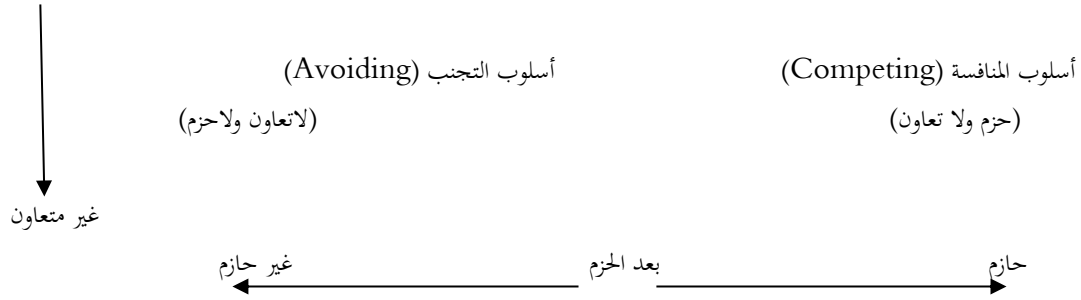 أسلوب المنافسة (Competing) أسلوب التجنب (Avoiding)
(حزم ولا تعاون) (لاتعاون ولاحزم)
غير متعاون
حازم بعد الحزم غير حازم